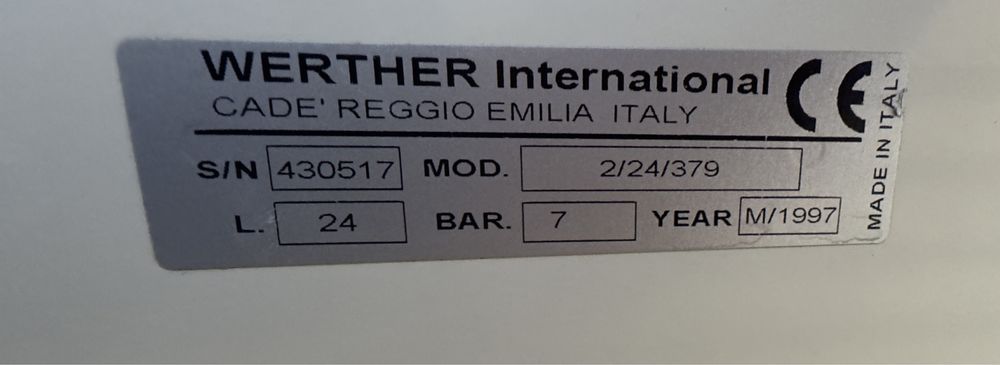 WERTHER International CE
CADE' REGGIO EMILIA ITALY
S/N 430517 MOD. 2/24/379
L. 24 BAR. 7 YEAR M/1997
MADE IN ITALY